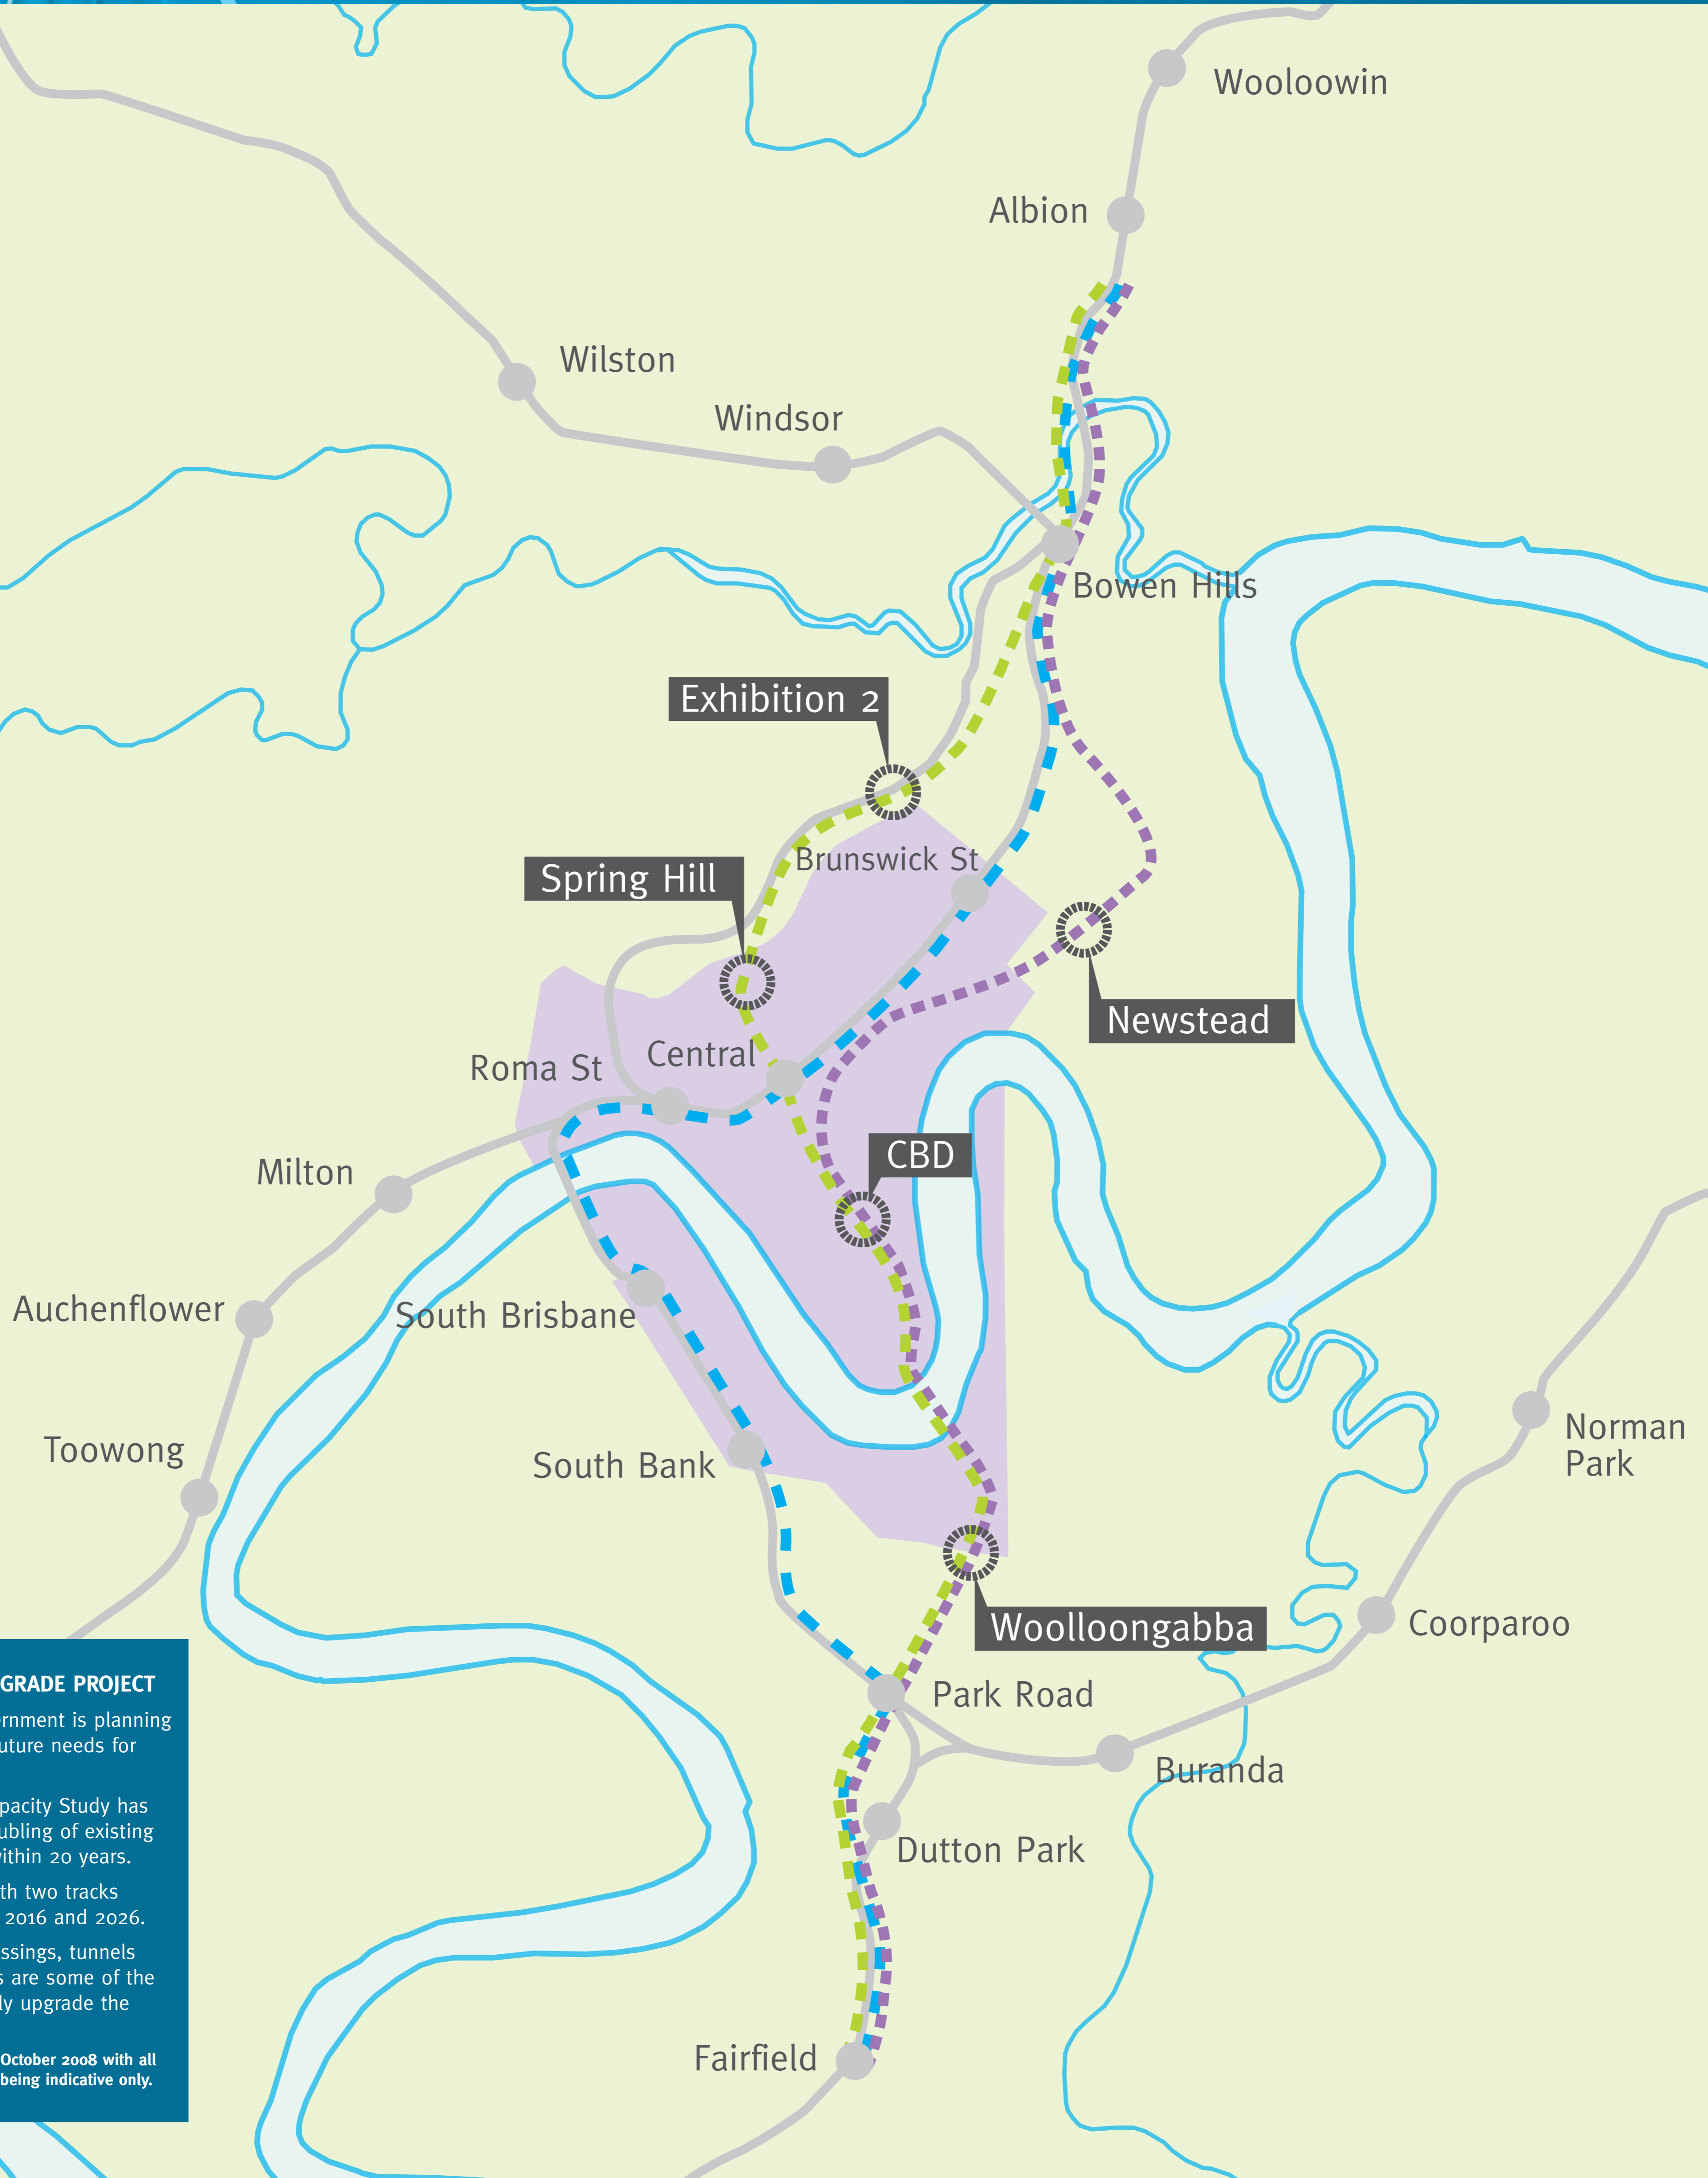 Wooloowin
Albion
Wilston
Windsor
Bowen Hills
Exhibition 2
Brunswick St
Spring Hill
Newstead
Central
Roma St
CBD
Milton
Auchenflower
South Brisbane
Norman
Park
Toowong
South Bank
Coorparoo
Woolloongabba
Park Road
Buranda
Dutton Park
Fairfield
GRADE PROJECT
ernment is planning
uture needs for
pacity Study has
ubling of existing
within 20 years.
th two tracks
2016 and 2026.
ssings, tunnels
s are some of the
ly upgrade the
October 2008 with all
being indicative only.